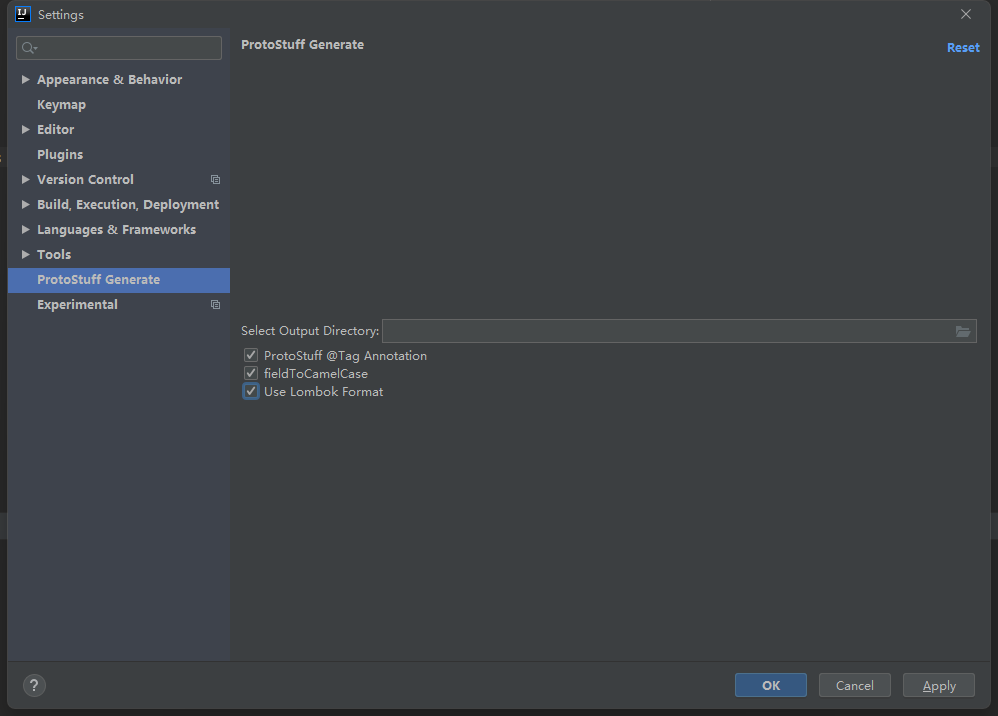 Settings
ProtoStuff Generate
Reset
Appearance & Behavior
Keymap
Editor
Plugins
Version Control
Build, Execution, Deployment
Languages & Frameworks
Tools
ProtoStuff Generate
Experimental
Select Output Directory:
ProtoStuff @Tag Annotation
fieldToCamelCase
Use Lombok Format
?
OK
Cancel
Apply